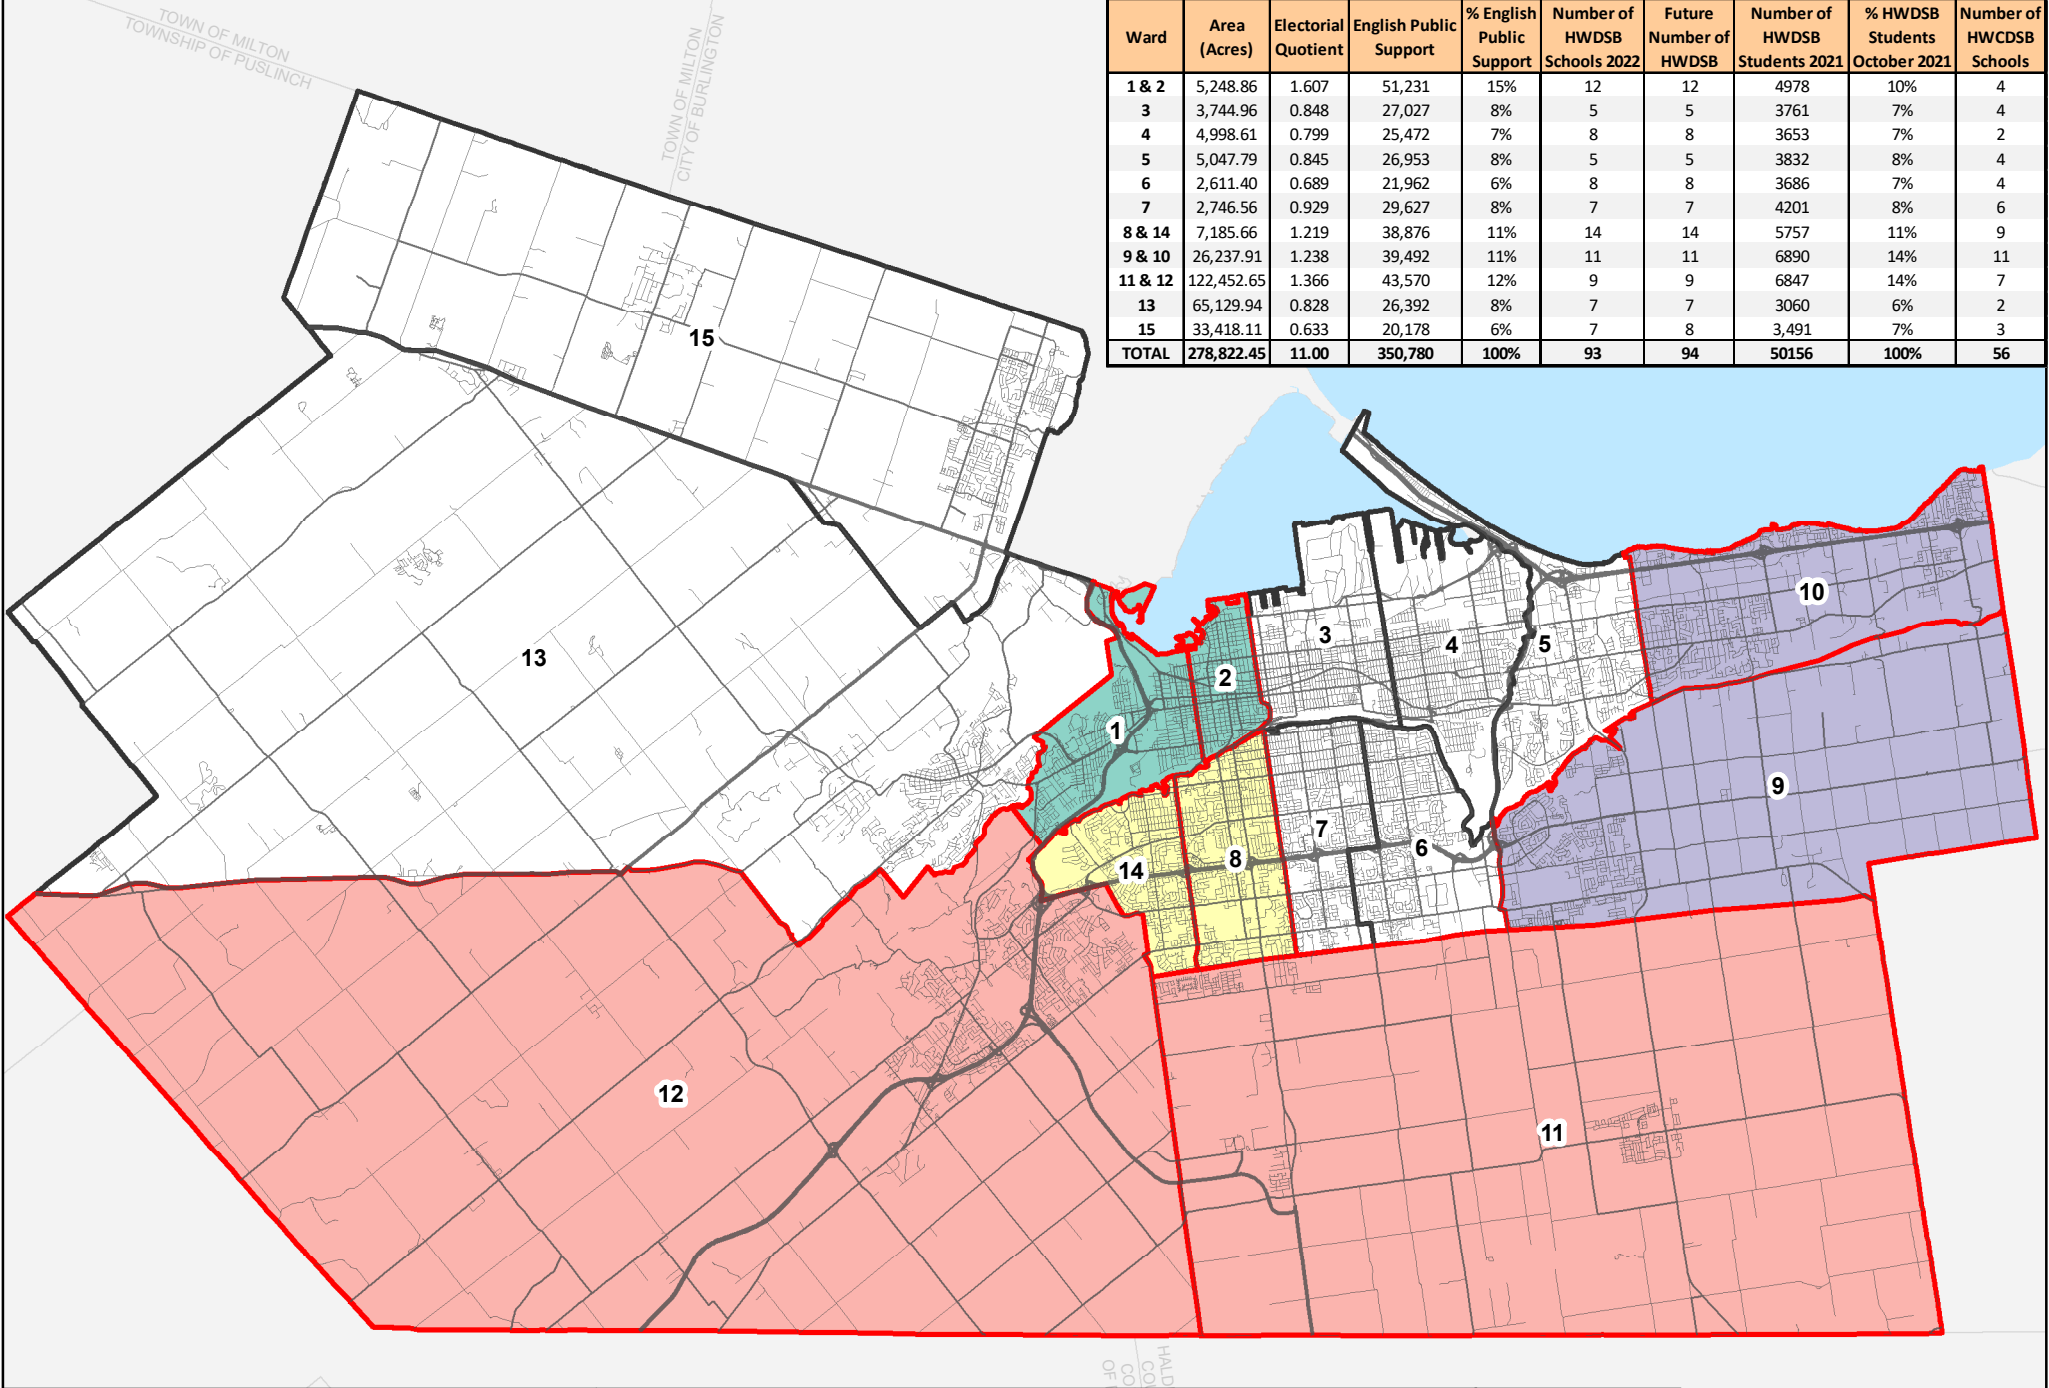 TOWN OF MILTON
TOWNSHIP OF PUSLINCH
TOWN OF MILTON
CITY OF BURLINGTON
Ward Area (Acres) Electorial Quotient English Public Support % English Public Support Number of HWDSB Schools 2022 Future Number of HWDSB Number of HWDSB Students 2021 % HWDSB Students October 2021 Number of HWCDSB Schools
1 & 2 5,248.86 1.607 51,231 15% 12 12 4978 10% 4
3 3,744.96 0.848 27,027 8% 5 5 3761 7% 4
4 4,998.61 0.799 25,472 7% 8 8 3653 7% 2
5 5,047.79 0.845 26,953 8% 5 5 3832 8% 4
6 2,611.40 0.689 21,962 6% 8 8 3686 7% 4
7 2,746.56 0.929 29,627 8% 7 7 4201 8% 6
8 & 14 7,185.66 1.219 38,876 11% 14 14 5757 11% 9
9 & 10 26,237.91 1.238 39,492 11% 11 11 6890 14% 11
11 & 12 122,452.65 1.366 43,570 12% 9 9 6847 14% 7
13 65,129.94 0.828 26,392 8% 7 7 3060 6% 2
15 33,418.11 0.633 20,178 6% 7 8 3,491 7% 3
TOTAL 278,822.45 11.00 350,780 100% 93 94 50156 100% 56
15
10
3
4
5
13
2
1
9
7
6
8
14
12
11
HALD
COU
CO
OF